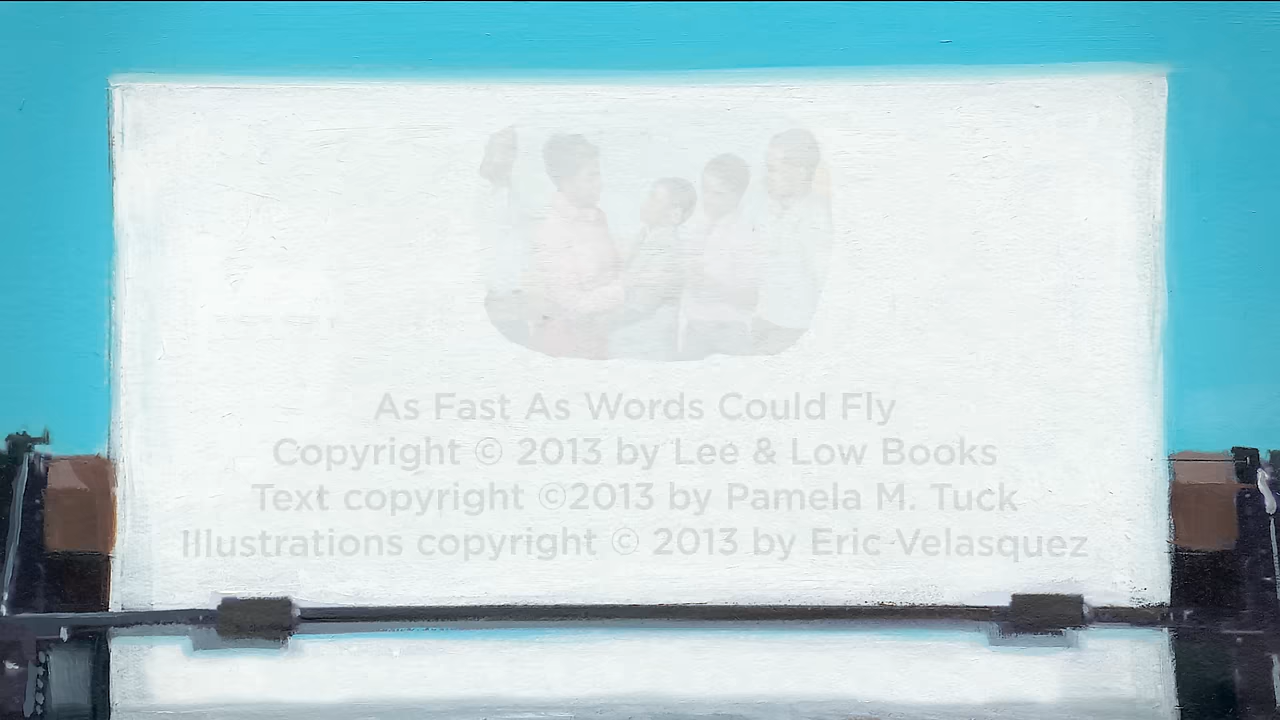 As Fast As Words Could Fly
Copyright © 2013 by Lee & Low Books
Text copyright ©2013 by Pamela M. Tuck
Illustrations copyright © 2013 by Eric Velasquez